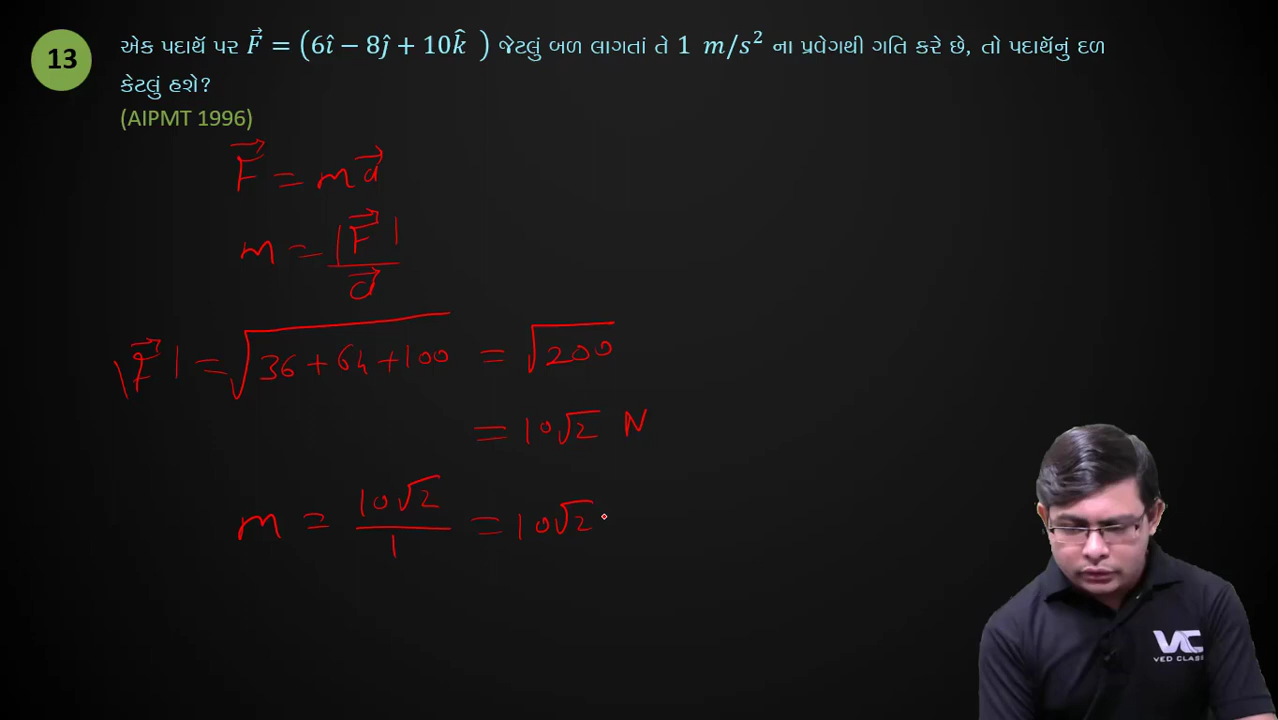 13
એક પદાર્થ પર F⃗ = (6î − 8ĵ + 10k̂ ) જેટલું બળ લાગતાં તે 1 m/s² ના પ્રવેગથી ગતિ કરે છે, તો પદાર્થનું દળ
કેટલું હશે?
(AIPMT 1996)
F⃗ = ma⃗
m = |F⃗| / a⃗
|F⃗| = √(36+64+100) = √200
= 10√2 N
m = 10√2 / 1 = 10√2
VC
VED CLASS